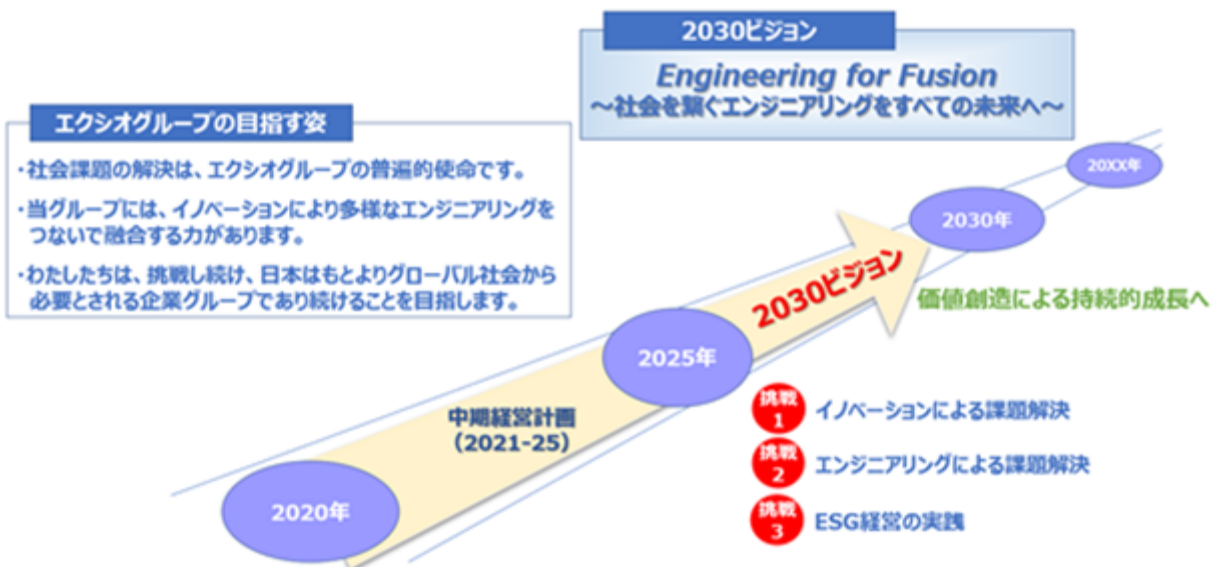 2030ビジョン
Engineering for Fusion
～社会を繋ぐエンジニアリングをすべての未来へ～
エクシオグループの目指す姿
・社会課題の解決は、エクシオグループの普遍的使命です。
・当グループには、イノベーションにより多様なエンジニアリングを
つないで融合する力があります。
・わたしたちは、挑戦し続け、日本はもとよりグローバル社会から
必要とされる企業グループであり続けることを目指します。
20XX年
2030年
2030ビジョン
価値創造による持続的成長へ
2025年
中期経営計画
（2021-25）
2020年
挑戦
1
イノベーションによる課題解決
挑戦
2
エンジニアリングによる課題解決
挑戦
3
ESG経営の実践